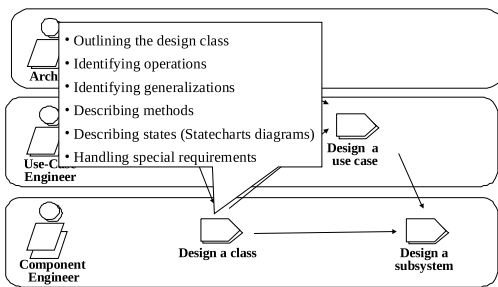 • Outlining the design class
• Identifying operations
• Identifying generalizations
• Describing methods
• Describing states (Statecharts diagrams)
• Handling special requirements
Design a
use case
Engineer
Design a class
Design a
subsystem
Component
Engineer